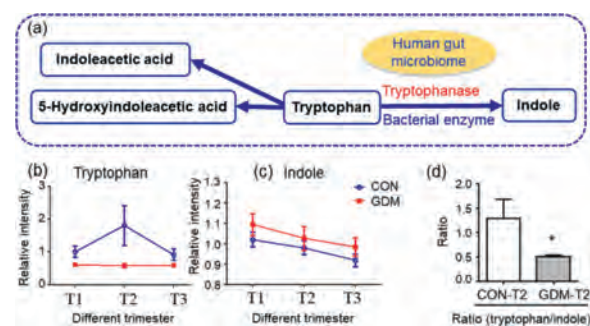 (a)
Human gut
microbiome
Indoleacetic acid
5-Hydroxyindoleacetic acid
Tryptophan
Tryptophanase
Bacterial enzyme
Indole
(b) Tryptophan
Relative intensity
3
2
1
0
T1 T2 T3
Different trimester
(c) Indole
CON
GDM
Relative intensity
1.3
1.2
1.1
1.0
0.9
0.8
T1 T2 T3
Different trimester
(d)
Ratio
2.0
1.5
1.0
0.5
0.0
CON-T2 GDM-T2
Ratio (tryptophan/indole)